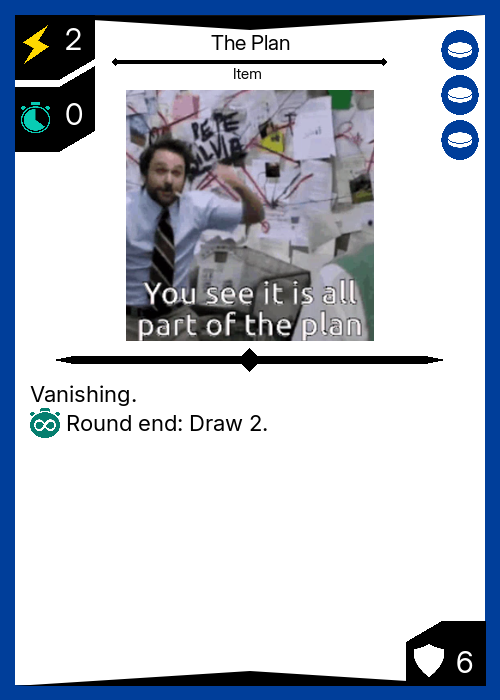 2
The Plan
Item
0
PEPE
SILVIA
You see it is all
part of the plan
Vanishing.
Round end: Draw 2.
6